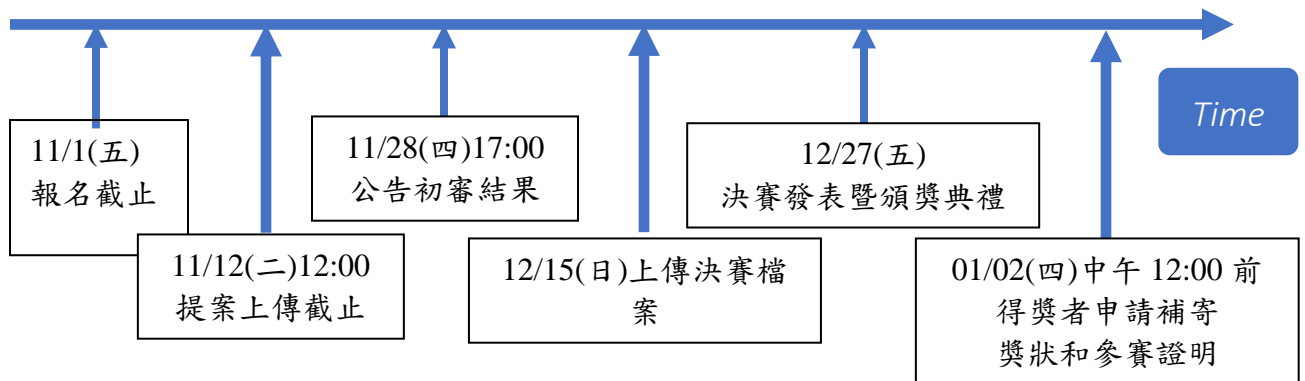 Time
11/1(五)
報名截止
11/12(二)12:00
提案上傳截止
11/28(四)17:00
公告初審結果
12/15(日)上傳決賽檔
案
12/27(五)
決賽發表暨頒獎典禮
01/02(四)中午 12:00 前
得獎者申請補寄
獎狀和參賽證明